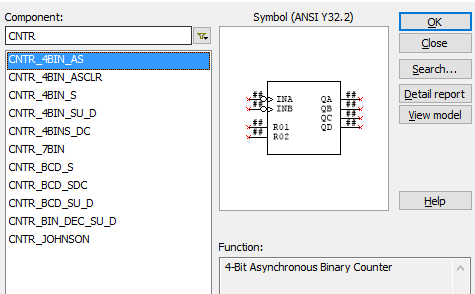 Component:
CNTR
CNTR_4BIN_AS
CNTR_4BIN_ASCLR
CNTR_4BIN_S
CNTR_4BIN_SU_D
CNTR_4BINS_DC
CNTR_7BIN
CNTR_BCD_S
CNTR_BCD_SDC
CNTR_BCD_SU_D
CNTR_BIN_DEC_SU_D
CNTR_JOHNSON
Symbol (ANSI Y32.2)
## INA QA ##
## INB QB ##
QC ##
## R01 QD ##
## R02
Function:
4-Bit Asynchronous Binary Counter
OK
Close
Search...
Detail report
View model
Help